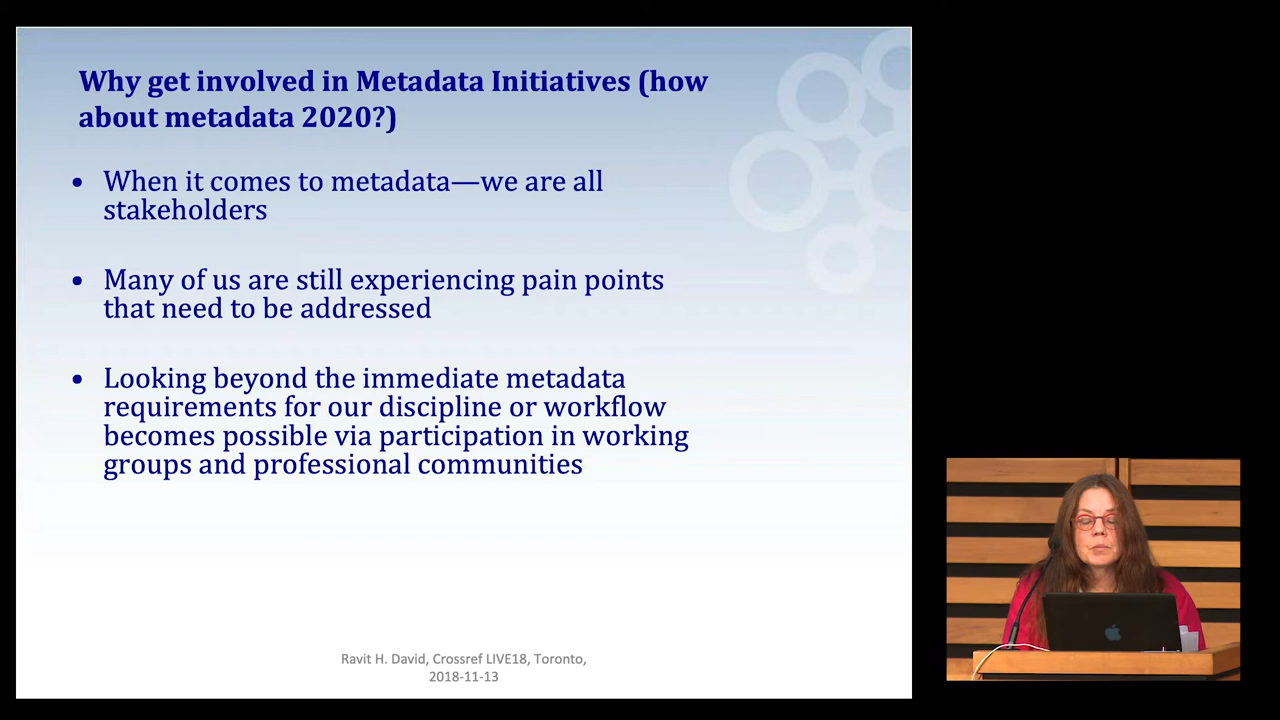 Why get involved in Metadata Initiatives (how
about metadata 2020?)
• When it comes to metadata—we are all
stakeholders
• Many of us are still experiencing pain points
that need to be addressed
• Looking beyond the immediate metadata
requirements for our discipline or workflow
becomes possible via participation in working
groups and professional communities
Ravit H. David, Crossref LIVE18, Toronto,
2018-11-13